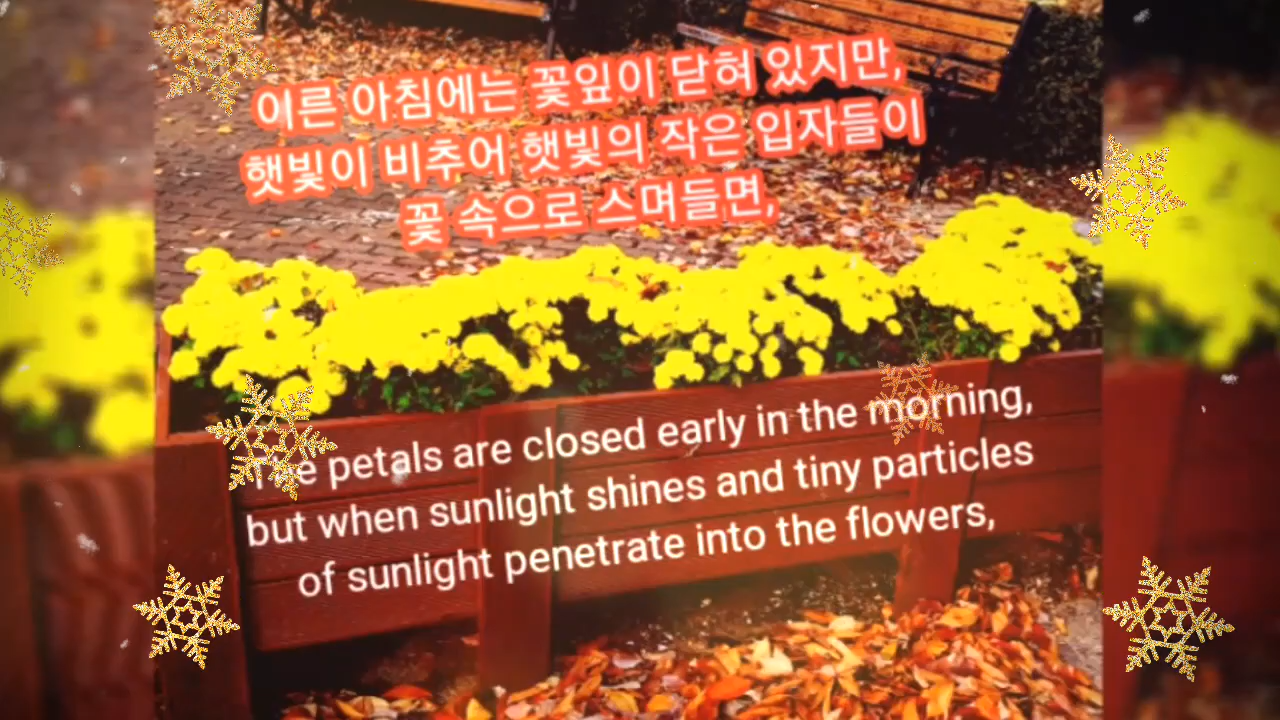 이른 아침에는 꽃잎이 닫혀 있지만,
햇빛이 비추어 햇빛의 작은 입자들이
꽃 속으로 스며들면,
The petals are closed early in the morning,
but when sunlight shines and tiny particles
of sunlight penetrate into the flowers,